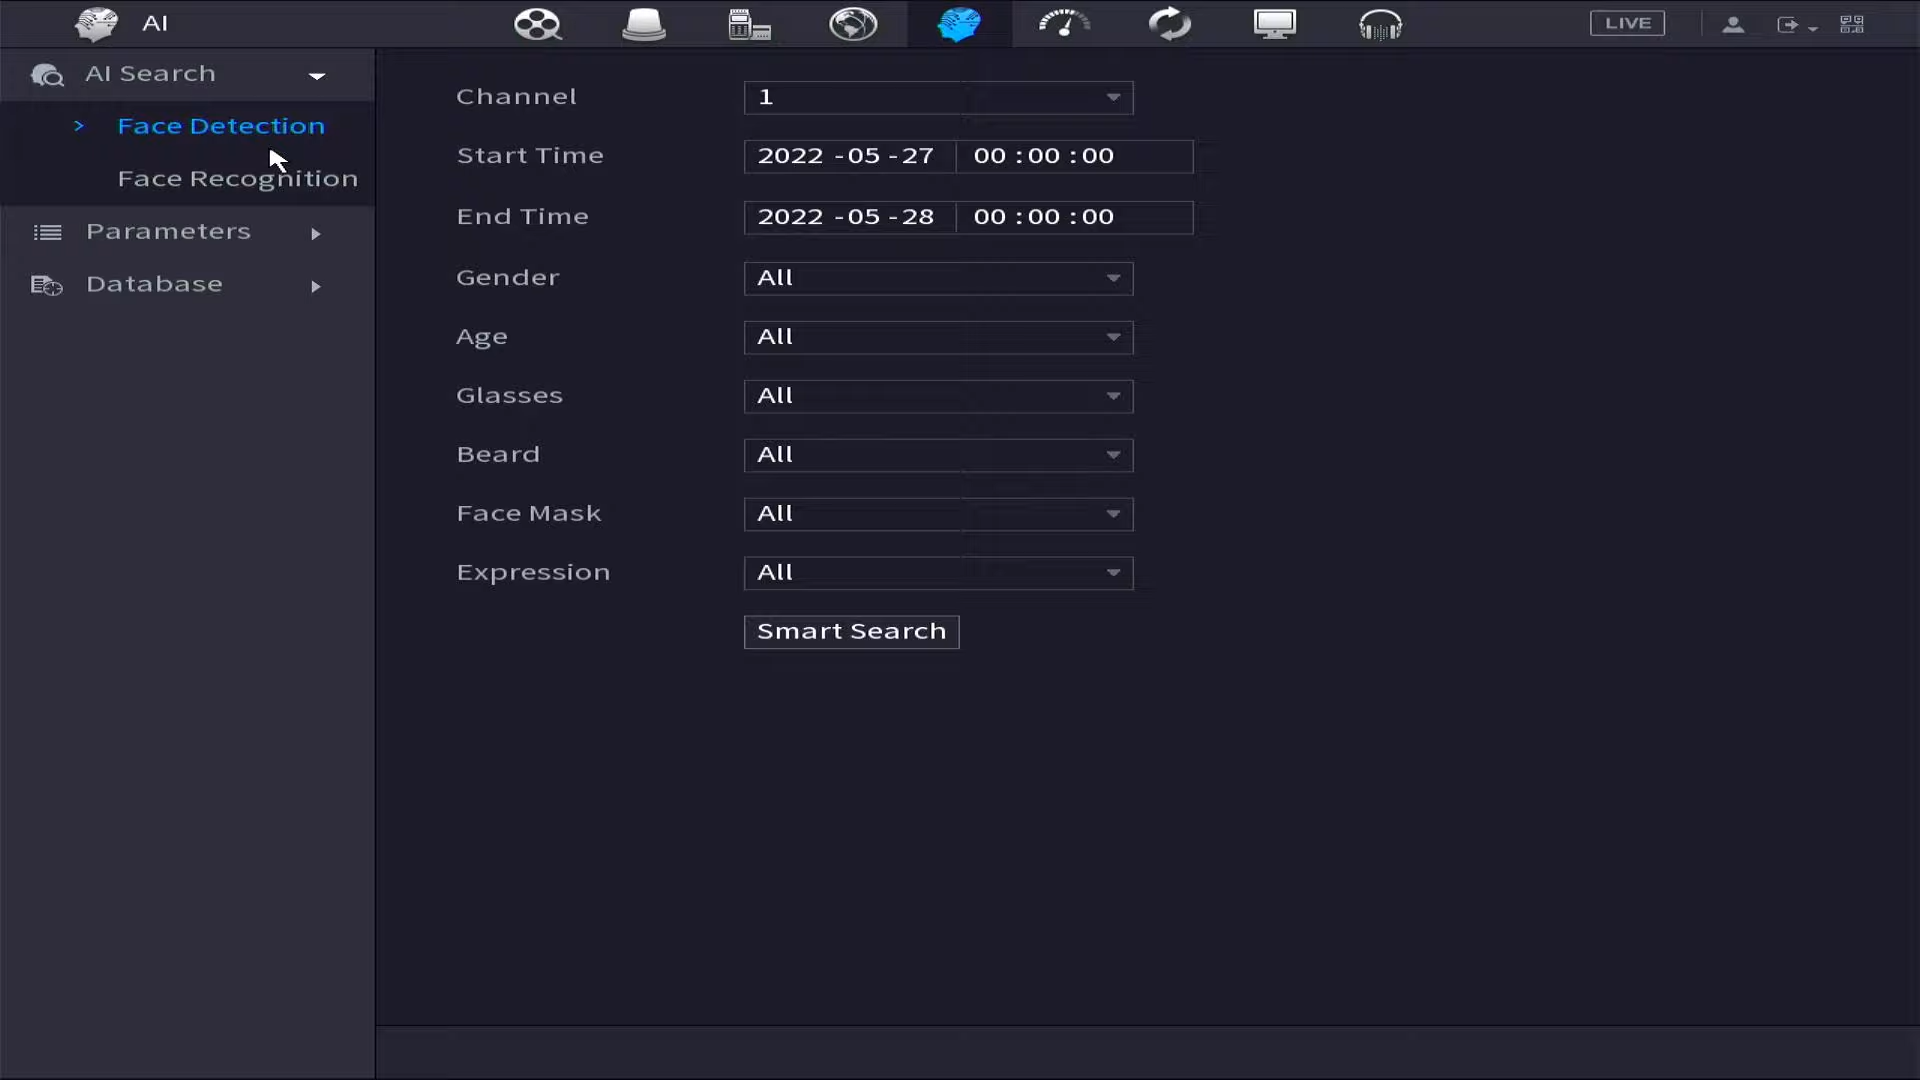 AI
LIVE
AI Search
> Face Detection
Face Recognition
Parameters
Database
Channel 1
Start Time 2022 -05 -27 00 :00 :00
End Time 2022 -05 -28 00 :00 :00
Gender All
Age All
Glasses All
Beard All
Face Mask All
Expression All
Smart Search